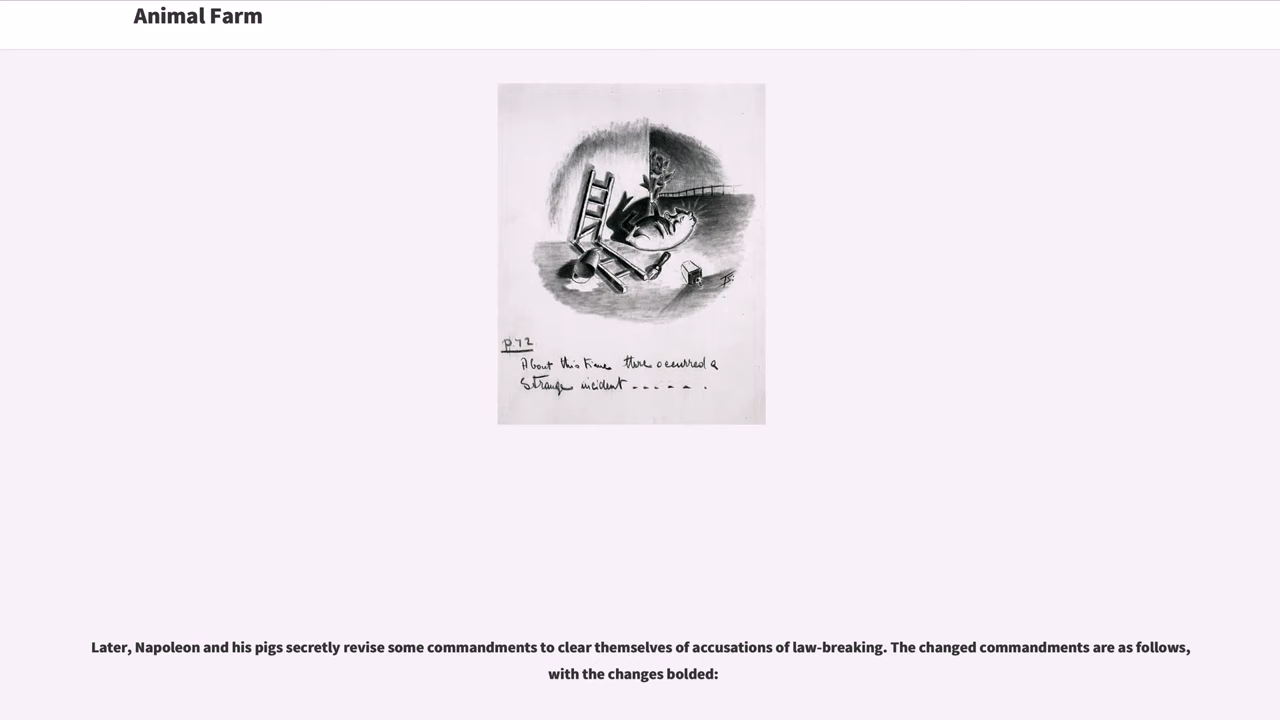 Animal Farm
p.72
About this time there occurred a
Strange incident - - - - - .
Later, Napoleon and his pigs secretly revise some commandments to clear themselves of accusations of law-breaking. The changed commandments are as follows,
with the changes bolded: